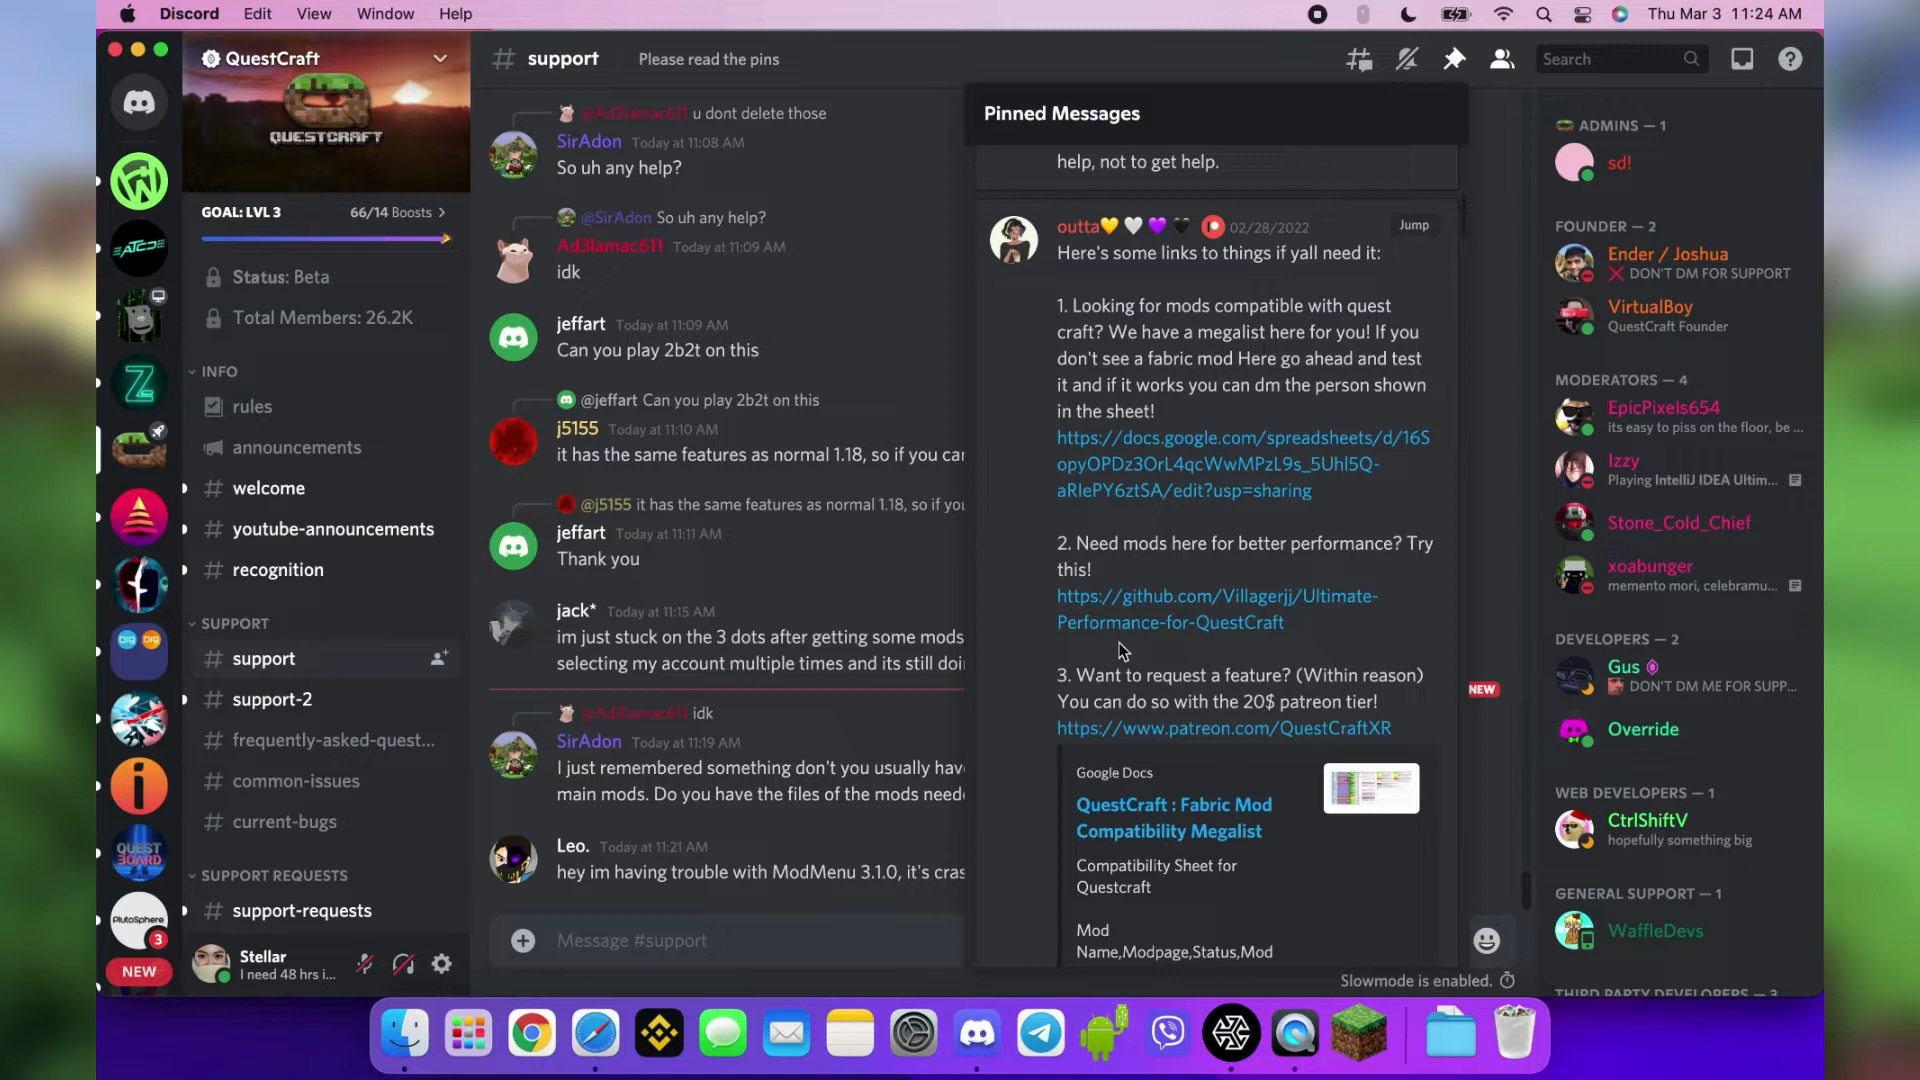 Discord Edit View Window Help
Thu Mar 3 11:24 AM
QuestCraft
QUESTCRAFT
GOAL: LVL 3 66/14 Boosts
Status: Beta
Total Members: 26.2K
INFO
rules
announcements
welcome
youtube-announcements
recognition
SUPPORT
support
support-2
frequently-asked-quest...
common-issues
current-bugs
SUPPORT REQUESTS
support-requests
Stellar
I need 48 hrs i...
ATCD
Z
big big
i
QUEST
BOARD
PLUTOSPHERE
3
NEW
support Please read the pins
Search
@Ad3lamac611 u dont delete those
SirAdon Today at 11:08 AM
So uh any help?
@SirAdon So uh any help?
Ad3lamac611 Today at 11:09 AM
idk
jeffart Today at 11:09 AM
Can you play 2b2t on this
@jeffart Can you play 2b2t on this
j5155 Today at 11:10 AM
it has the same features as normal 1.18, so if you car
@j5155 it has the same features as normal 1.18, so if you
jeffart Today at 11:11 AM
Thank you
jack* Today at 11:15 AM
im just stuck on the 3 dots after getting some mods
selecting my account multiple times and its still doi
NEW
@Ad3lamac611 idk
SirAdon Today at 11:19 AM
I just remembered something don't you usually hav
main mods. Do you have the files of the mods neede
Leo. Today at 11:21 AM
hey im having trouble with ModMenu 3.1.0, it's cras
Message #support
Slowmode is enabled.
Pinned Messages
help, not to get help.
outta💛🤍💜🖤 02/28/2022 Jump
Here's some links to things if yall need it:
1. Looking for mods compatible with quest
craft? We have a megalist here for you! If you
don't see a fabric mod Here go ahead and test
it and if it works you can dm the person shown
in the sheet!
https://docs.google.com/spreadsheets/d/16S
opyOPDz3OrL4qcWwMPzL9s_5UhI5Q-
aRIePY6ztSA/edit?usp=sharing
2. Need mods here for better performance? Try
this!
https://github.com/Villagerjj/Ultimate-
Performance-for-QuestCraft
3. Want to request a feature? (Within reason)
You can do so with the 20$ patreon tier!
https://www.patreon.com/QuestCraftXR
Google Docs
QuestCraft : Fabric Mod
Compatibility Megalist
Compatibility Sheet for
Questcraft
Mod
Name,Modpage,Status,Mod
ADMINS — 1
sd!
FOUNDER — 2
Ender / Joshua
❌ DON'T DM FOR SUPPORT
VirtualBoy
QuestCraft Founder
MODERATORS — 4
EpicPixels654
its easy to piss on the floor, be ...
Izzy
Playing IntelliJ IDEA Ultim...
Stone_Cold_Chief
xoabunger
memento mori, celebramu...
DEVELOPERS — 2
Gus
DON'T DM ME FOR SUPP...
Override
WEB DEVELOPERS — 1
CtrlShiftV
hopefully something big
GENERAL SUPPORT — 1
WaffleDevs
THIRD PARTY DEVELOPERS — 3